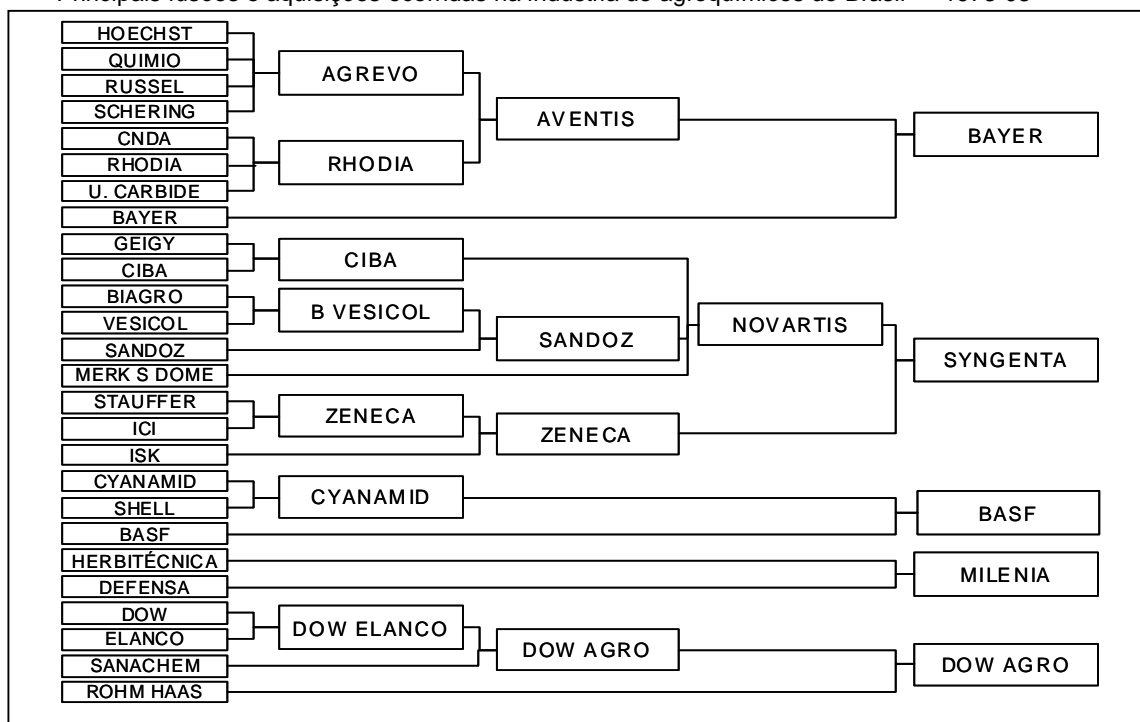 HOECHST
QUIMIO
RUSSEL
SCHERING
CNDA
RHODIA
U. CARBIDE
BAYER
GEIGY
CIBA
BIAGRO
VESICOL
SANDOZ
MERK S DOME
STAUFFER
ICI
ISK
CYANAMID
SHELL
BASF
HERBITÉCNICA
DEFENSA
DOW
ELANCO
SANACHEM
ROHM HAAS
AGREVO
RHODIA
CIBA
B VESICOL
ZENECA
CYANAMID
DOW ELANCO
AVENTIS
SANDOZ
ZENECA
DOW AGRO
NOVARTIS
BAYER
SYNGENTA
BASF
MILENIA
DOW AGRO